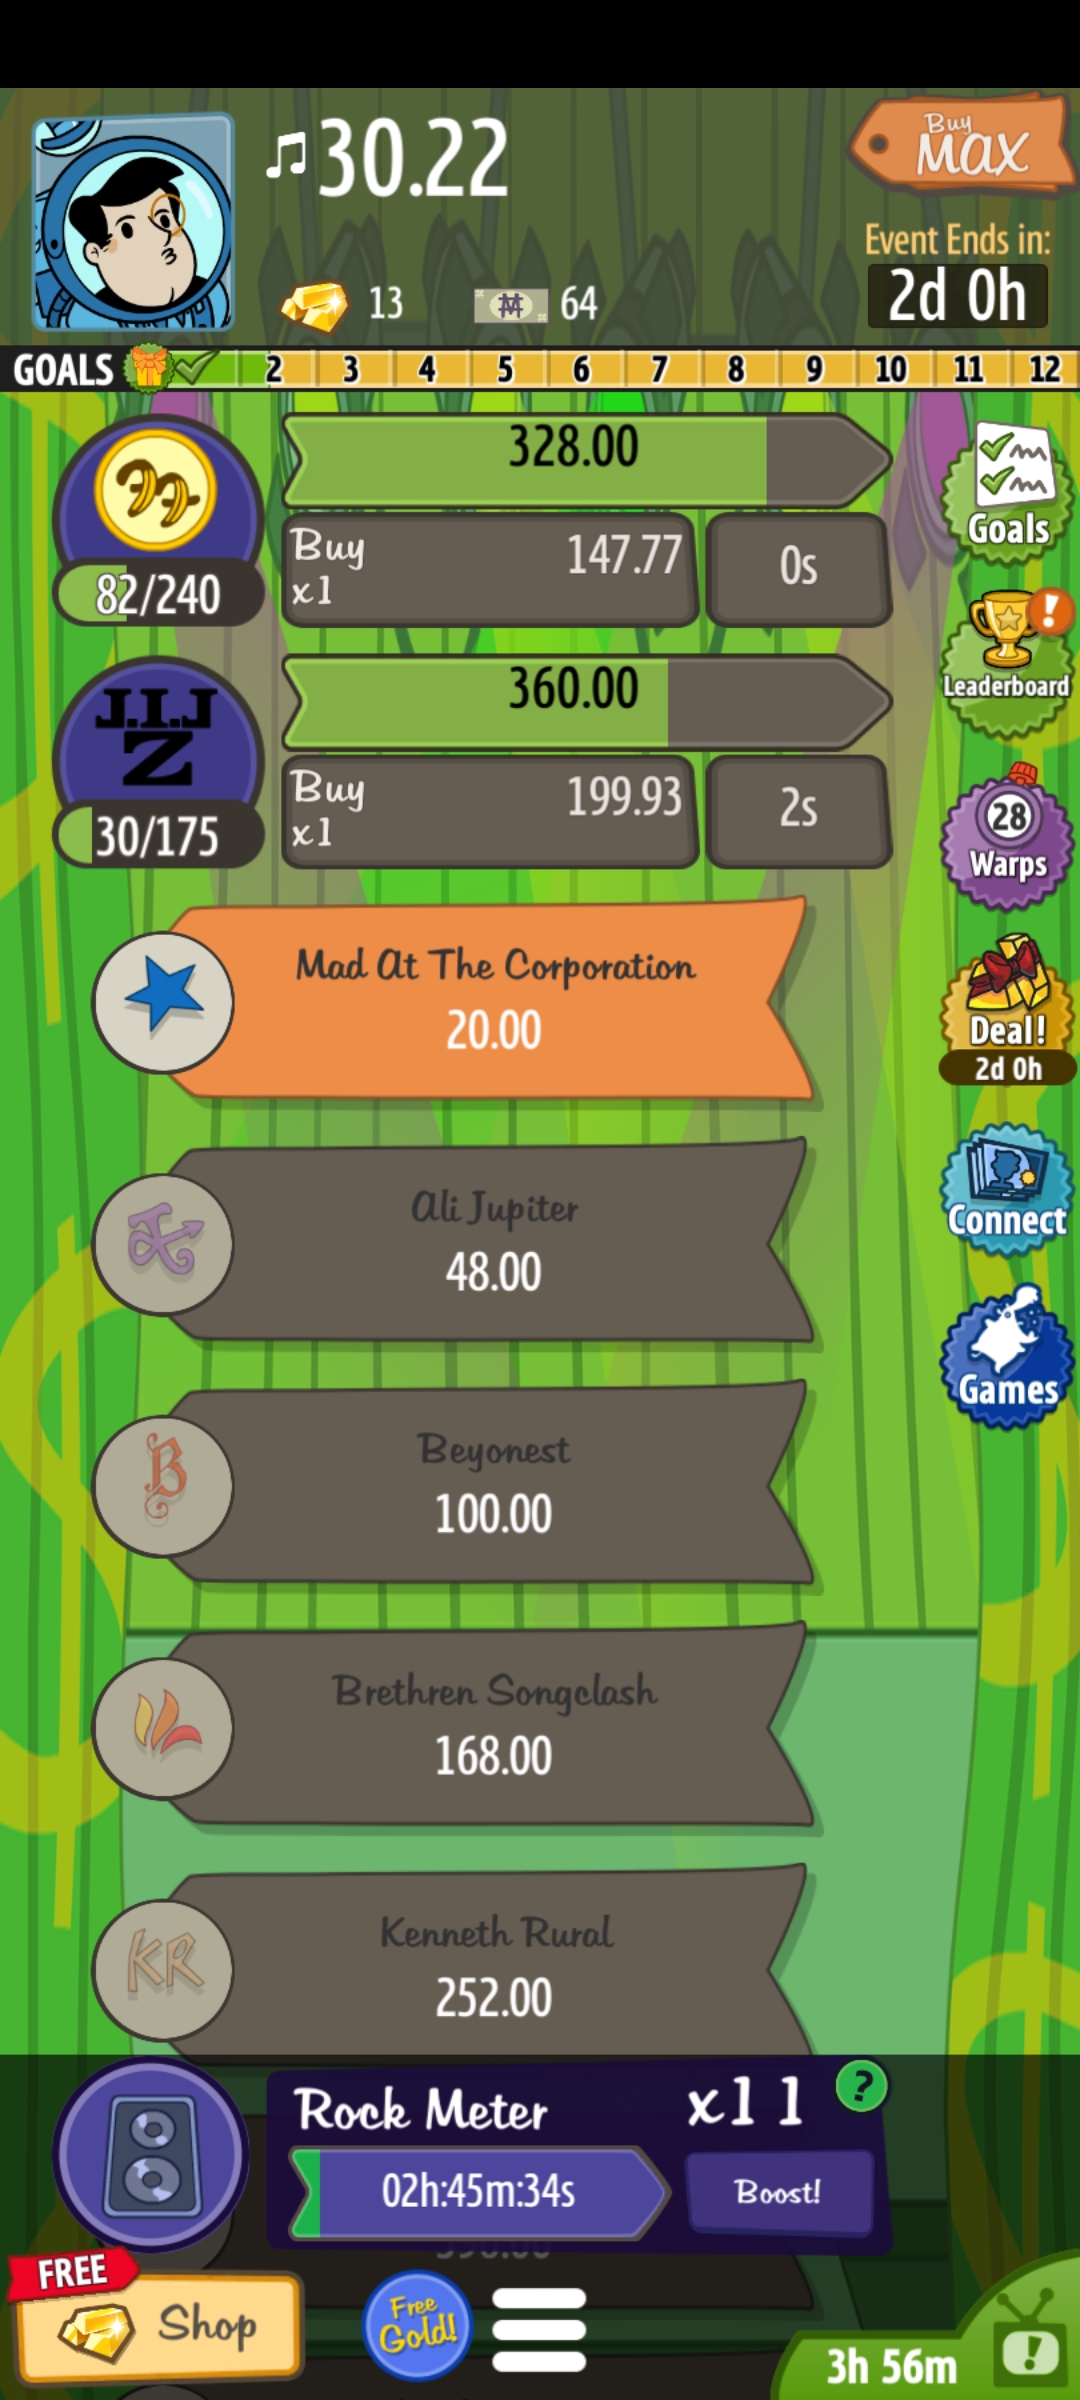 30.22
Buy
MAX
13
64
Event Ends in:
2d 0h
GOALS 2 3 4 5 6 7 8 9 10 11 12
328.00
82/240
Buy
x1
147.77
0s
Goals
Leaderboard
J.I.J
Z
360.00
30/175
Buy
x1
199.93
2s
28
Warps
Mad At The Corporation
20.00
Deal!
2d 0h
Ali Jupiter
48.00
Connect
Games
B
Beyonest
100.00
Brethren Songclash
168.00
KR
Kenneth Rural
252.00
Rock Meter
x11
?
02h:45m:34s
Boost!
FREE
Shop
Free
Gold!
3h 56m